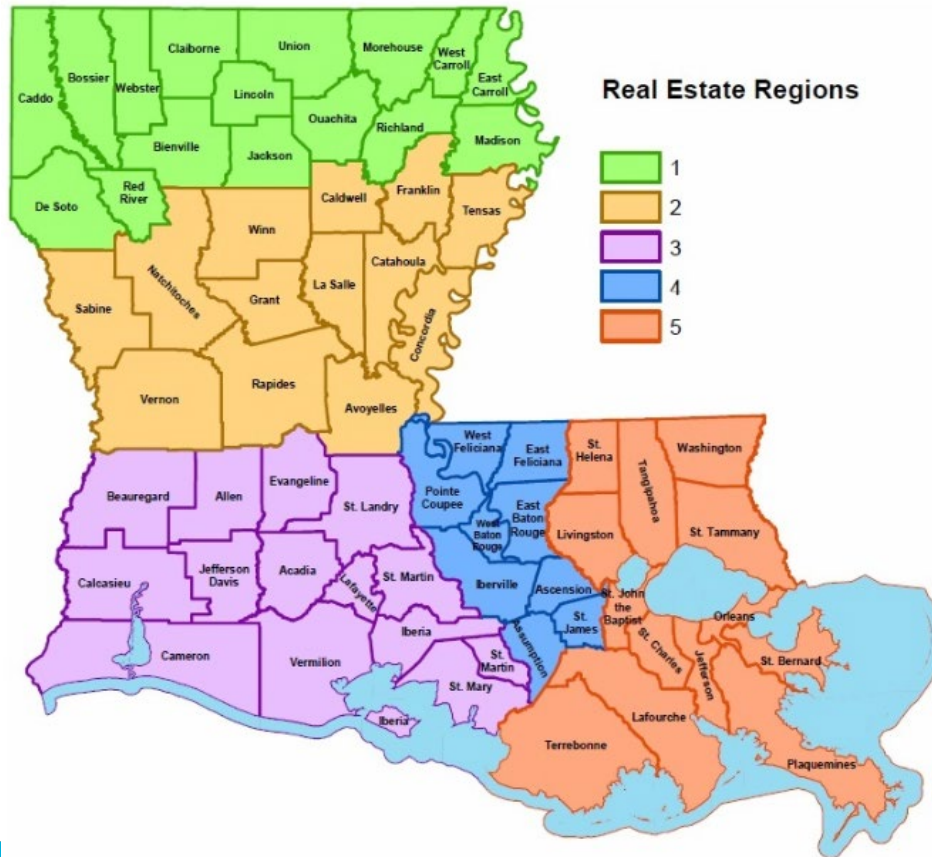 Real Estate Regions
1
2
3
4
5
Caddo
Bossier
Webster
Claiborne
Union
Morehouse
West
Carroll
East
Carroll
Lincoln
Ouachita
Richland
Madison
Bienville
Jackson
De Soto
Red
River
Caldwell
Franklin
Tensas
Winn
Natchitoches
Sabine
Grant
La Salle
Catahoula
Concordia
Vernon
Rapides
Avoyelles
West
Feliciana
East
Feliciana
St.
Helena
Tangipahoa
Washington
Beauregard
Allen
Evangeline
St. Landry
Pointe
Coupee
West
Baton
Rouge
East
Baton
Rouge
Livingston
St. Tammany
Calcasieu
Jefferson
Davis
Acadia
Lafayette
St. Martin
Iberville
Ascension
St. John
the
Baptist
Orleans
Cameron
Vermilion
Iberia
St.
Martin
Assumption
St.
James
St. Charles
Jefferson
St. Bernard
St. Mary
Iberia
Terrebonne
Lafourche
Plaquemines